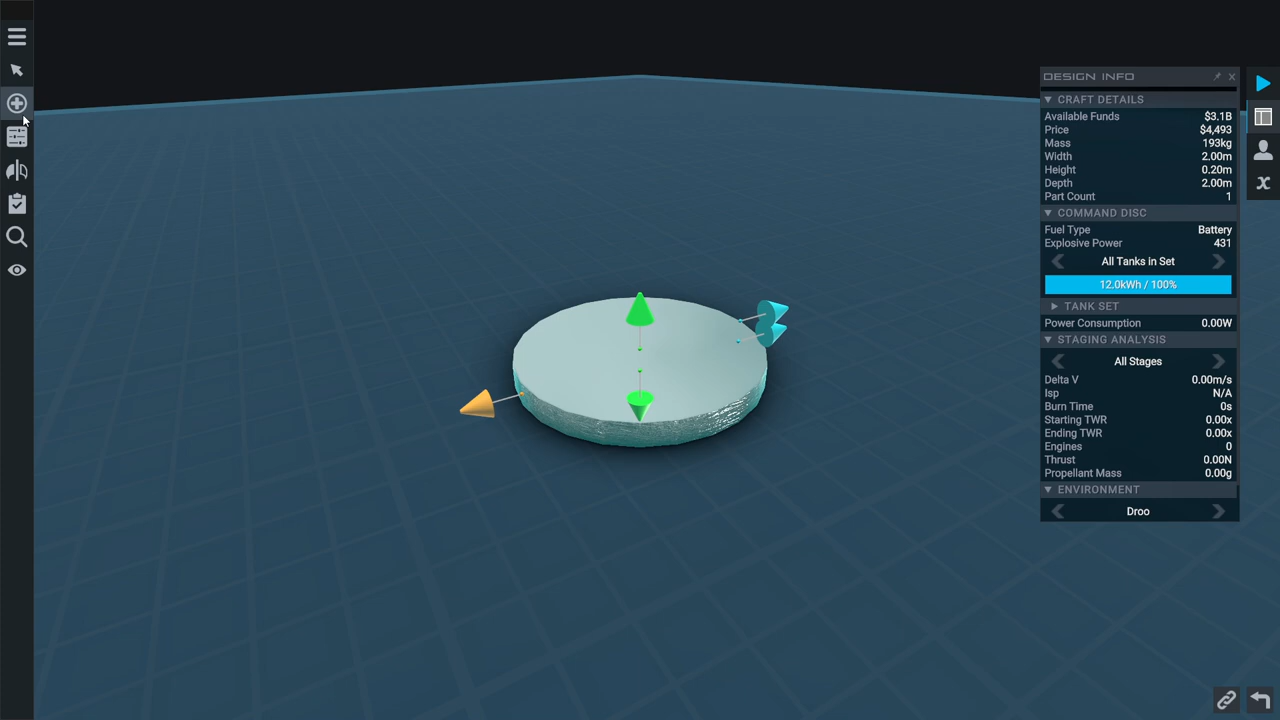 DESIGN INFO
CRAFT DETAILS
Available Funds $3.1B
Price $4,493
Mass 193kg
Width 2.00m
Height 0.20m
Depth 2.00m
Part Count 1
COMMAND DISC
Fuel Type Battery
Explosive Power 431
All Tanks in Set
12.0kWh / 100%
TANK SET
Power Consumption 0.00W
STAGING ANALYSIS
All Stages
Delta V 0.00m/s
Isp N/A
Burn Time 0s
Starting TWR 0.00x
Ending TWR 0.00x
Engines 0
Thrust 0.00N
Propellant Mass 0.00g
ENVIRONMENT
Droo